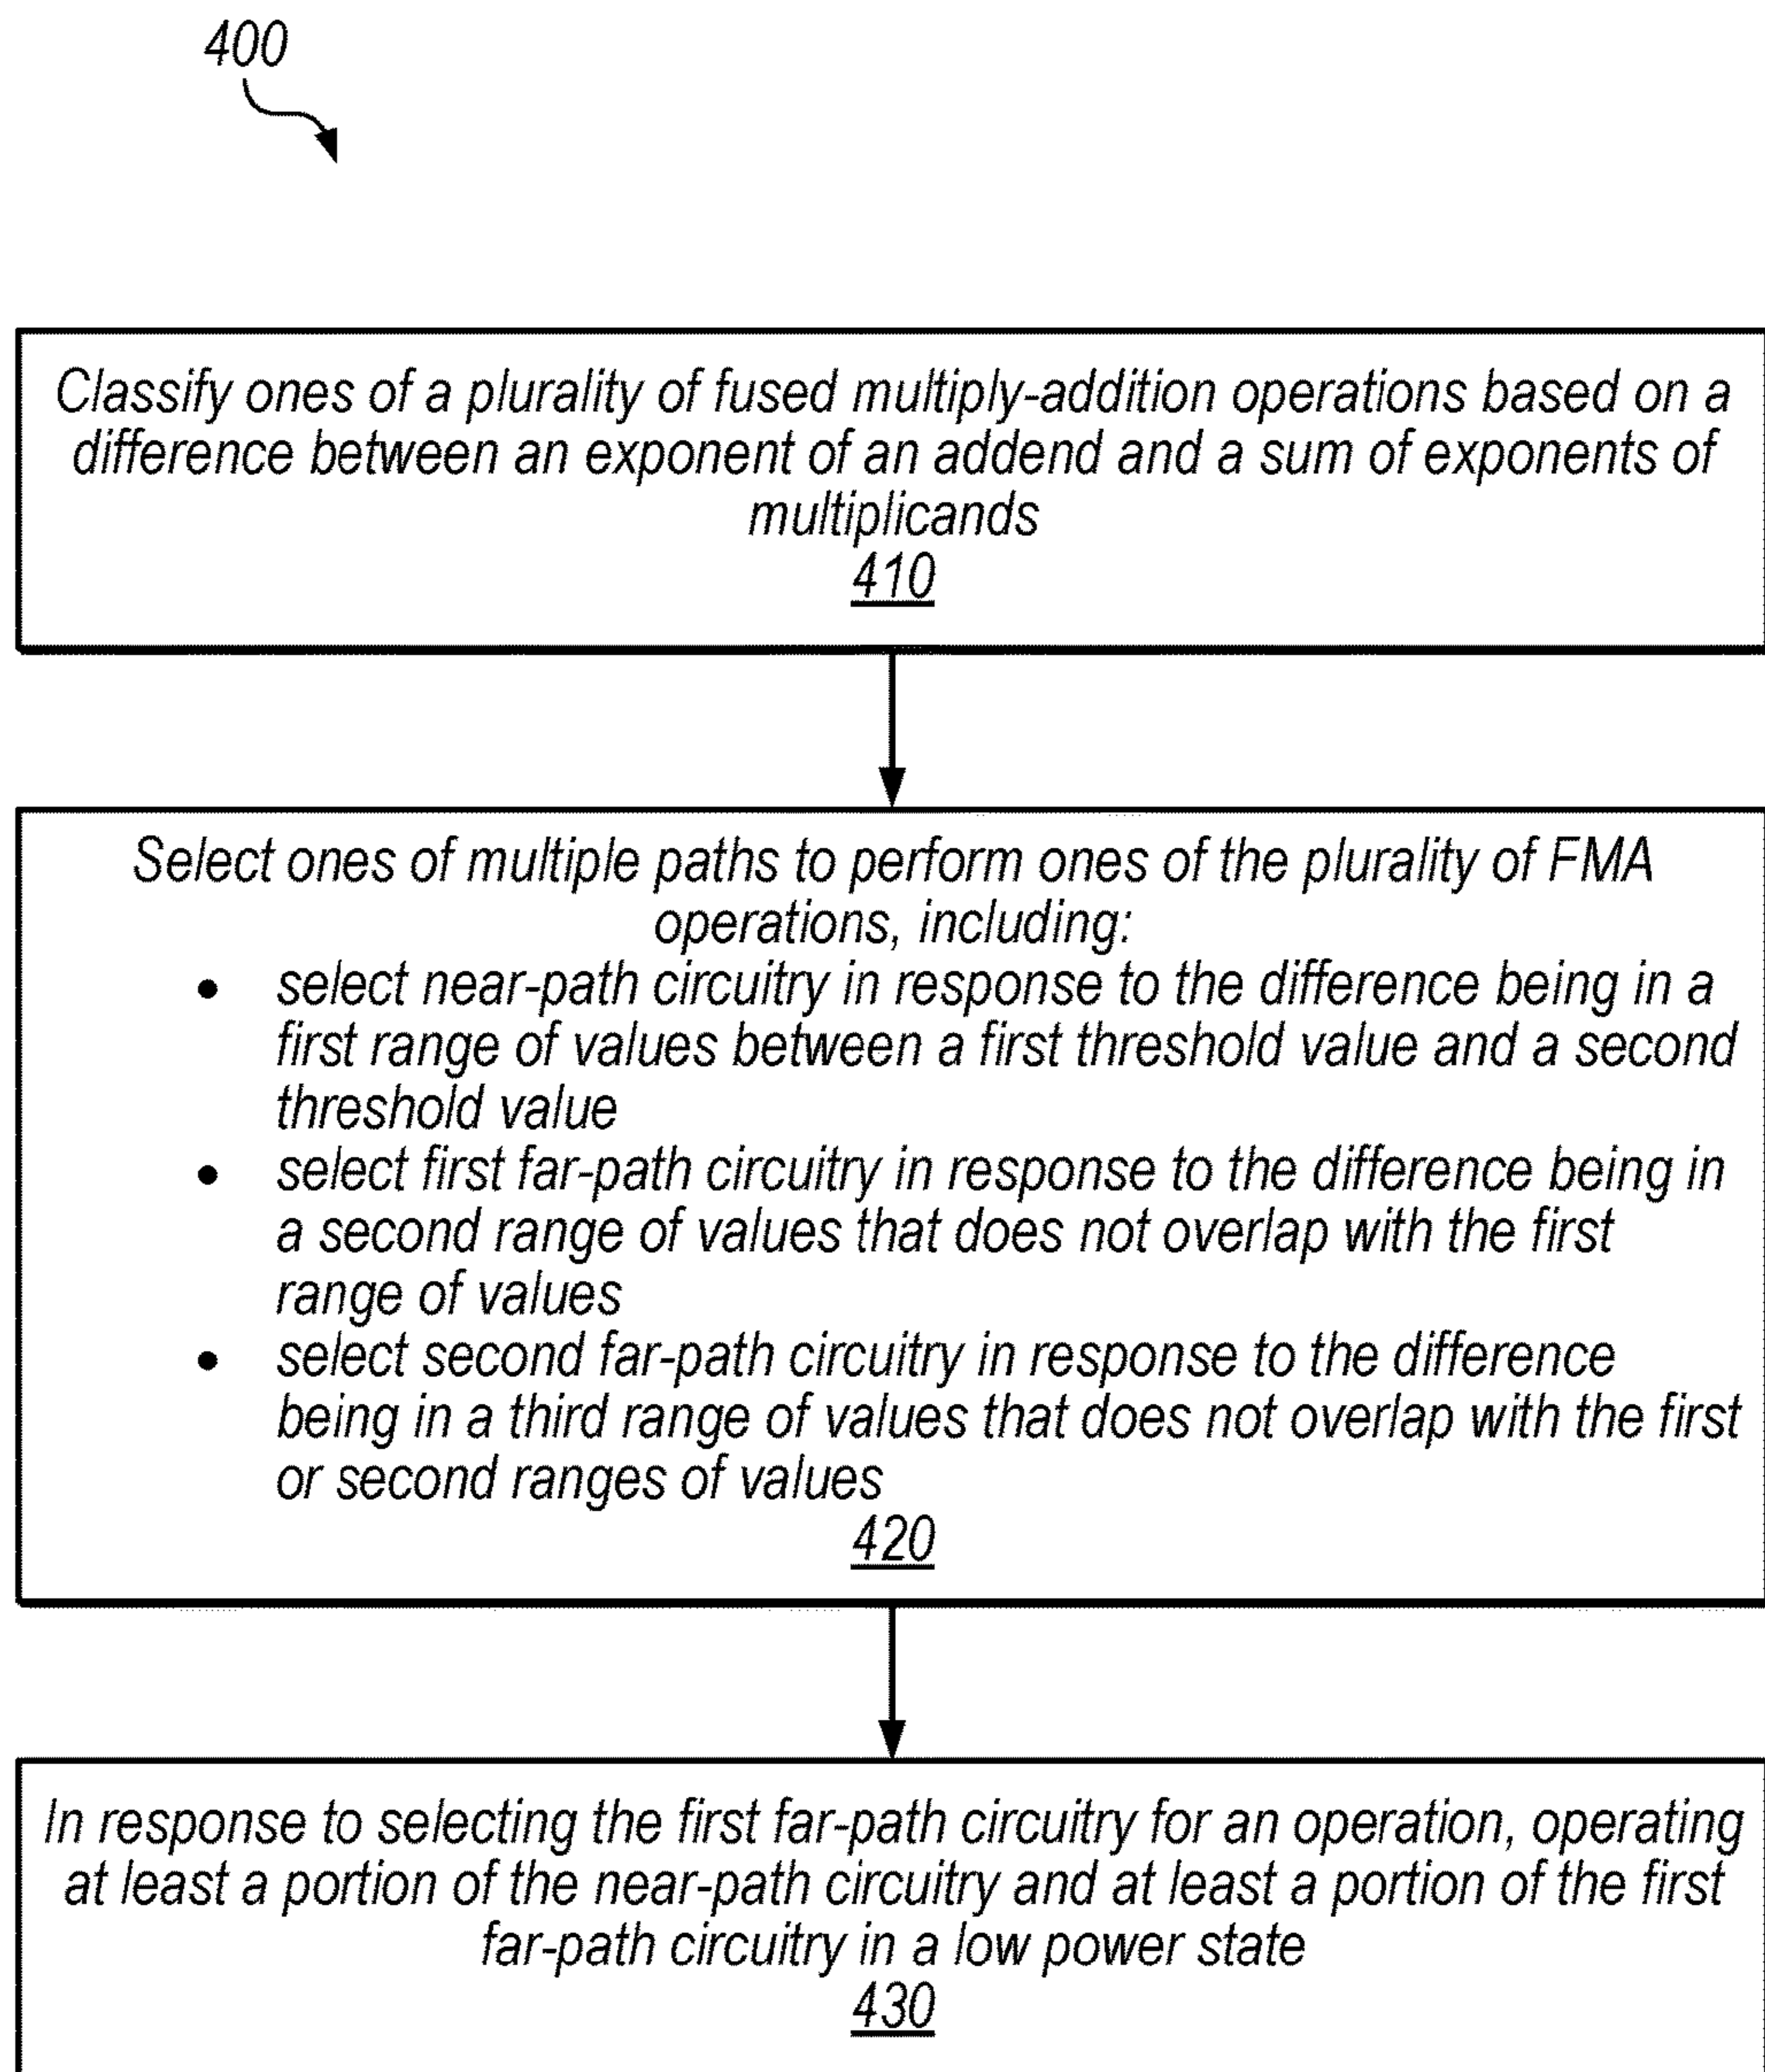 400
Classify ones of a plurality of fused multiply-addition operations based on a
difference between an exponent of an addend and a sum of exponents of
multiplicands
410
Select ones of multiple paths to perform ones of the plurality of FMA
operations, including:
• select near-path circuitry in response to the difference being in a
first range of values between a first threshold value and a second
threshold value
• select first far-path circuitry in response to the difference being in
a second range of values that does not overlap with the first
range of values
• select second far-path circuitry in response to the difference
being in a third range of values that does not overlap with the first
or second ranges of values
420
In response to selecting the first far-path circuitry for an operation, operating
at least a portion of the near-path circuitry and at least a portion of the first
far-path circuitry in a low power state
430